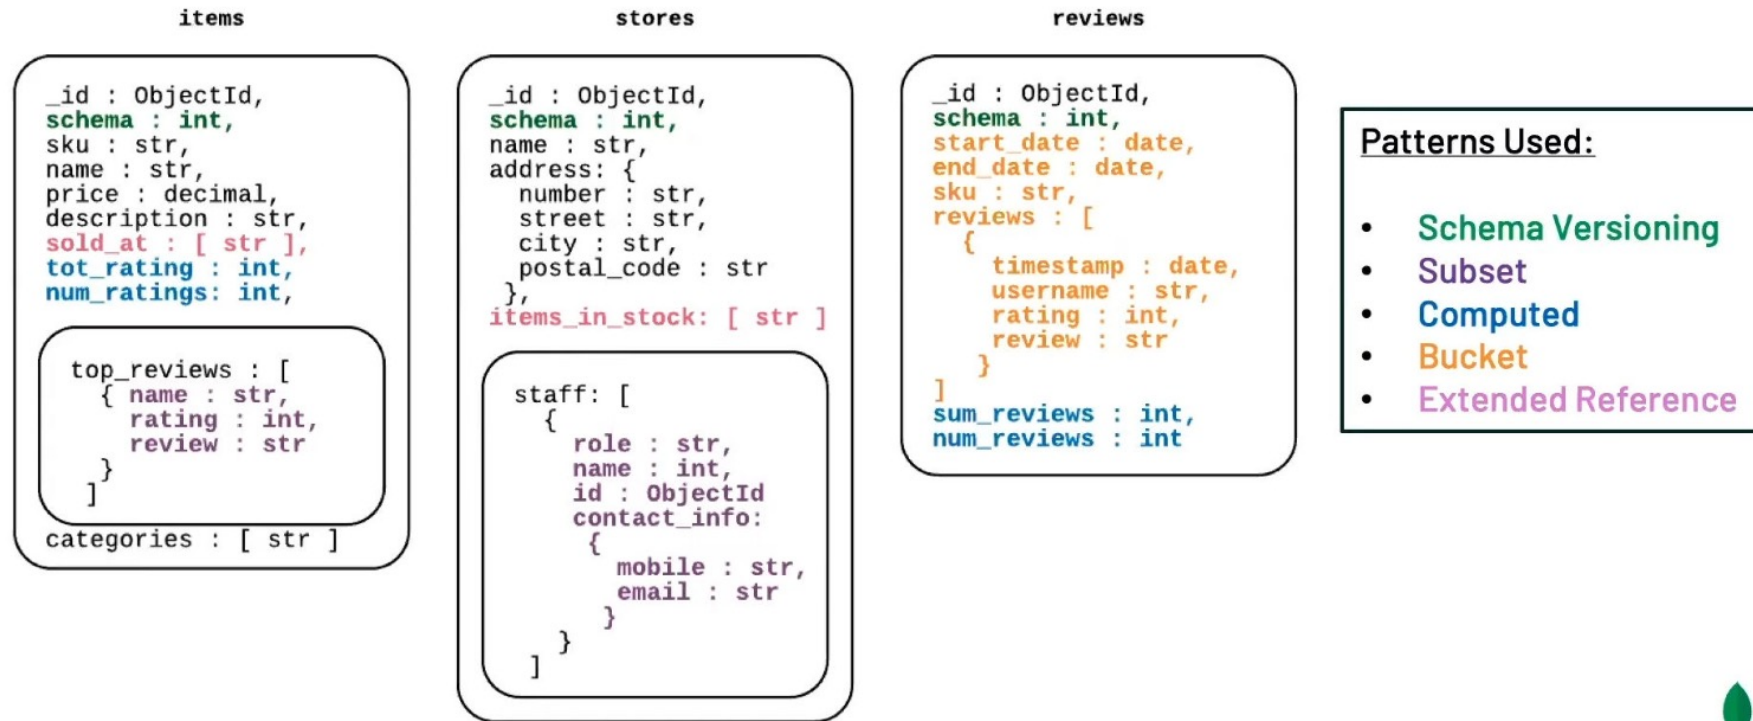 items
_id : ObjectId,
schema : int,
sku : str,
name : str,
price : decimal,
description : str,
sold_at : [ str ],
tot_rating : int,
num_ratings: int,
top_reviews : [
{ name : str,
rating : int,
review : str
}
]
categories : [ str ]
stores
_id : ObjectId,
schema : int,
name : str,
address: {
number : str,
street : str,
city : str,
postal_code : str
},
items_in_stock: [ str ]
staff: [
{
role : str,
name : int,
id : ObjectId
contact_info:
{
mobile : str,
email : str
}
}
]
reviews
_id : ObjectId,
schema : int,
start_date : date,
end_date : date,
sku : str,
reviews : [
{
timestamp : date,
username : str,
rating : int,
review : str
}
]
sum_reviews : int,
num_reviews : int
Patterns Used:
• Schema Versioning
• Subset
• Computed
• Bucket
• Extended Reference